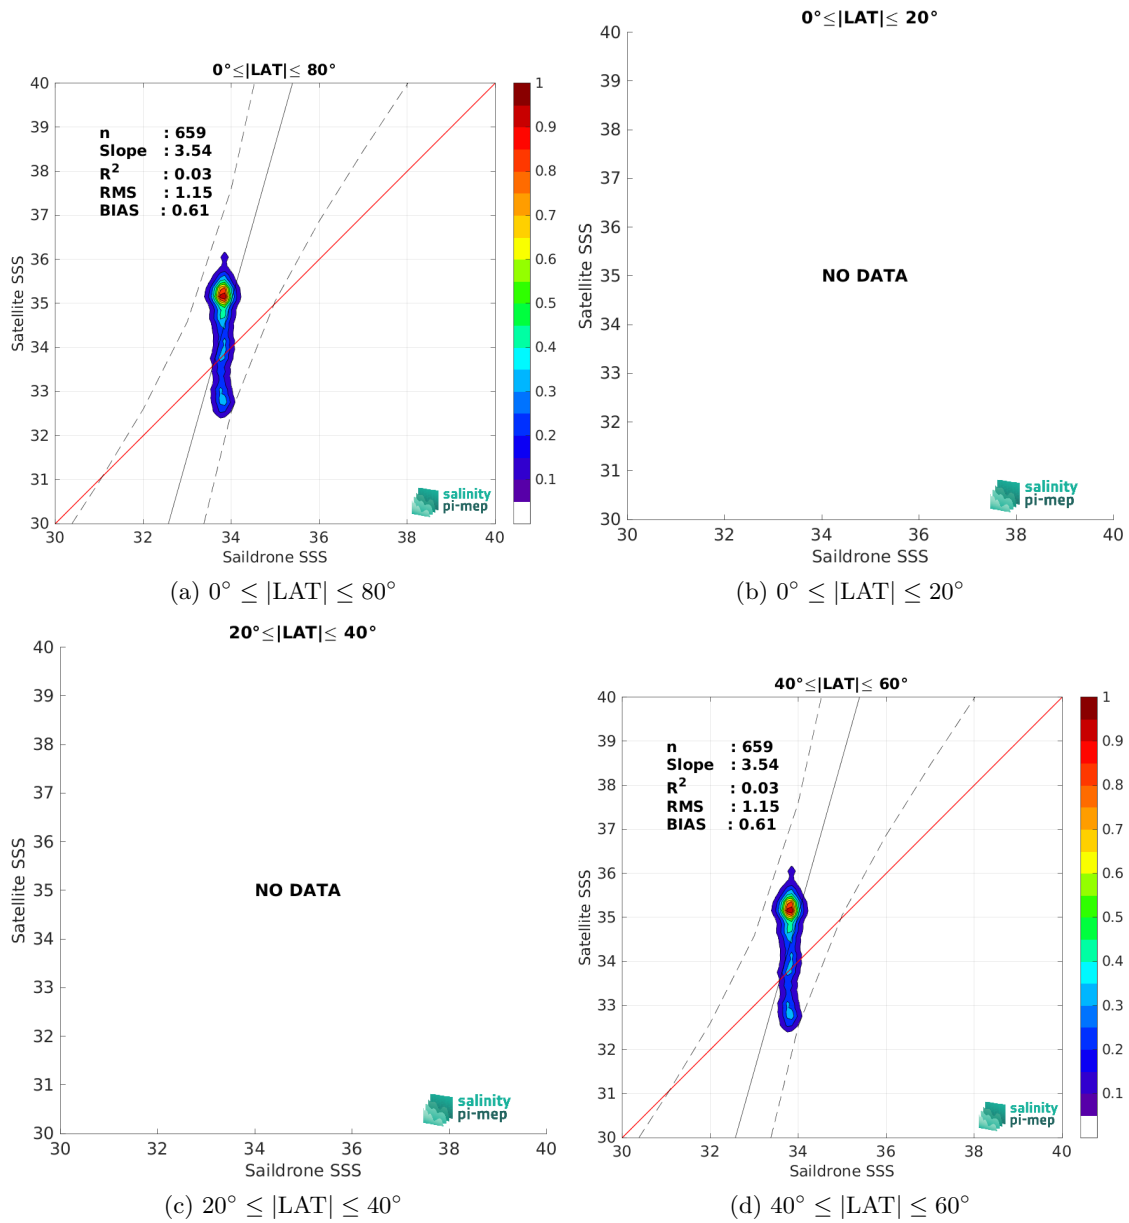 0°≤|LAT|≤ 80°
40
39
38
37
36
35
34
33
32
31
30
Satellite SSS
n : 659
Slope : 3.54
R² : 0.03
RMS : 1.15
BIAS : 0.61
salinity
pi-mep
30 32 34 36 38 40
Saildrone SSS
1
0.9
0.8
0.7
0.6
0.5
0.4
0.3
0.2
0.1
(a) 0° ≤ |LAT| ≤ 80°
0°≤|LAT|≤ 20°
40
39
38
37
36
35
34
33
32
31
30
Satellite SSS
NO DATA
salinity
pi-mep
30 32 34 36 38 40
Saildrone SSS
(b) 0° ≤ |LAT| ≤ 20°
20°≤|LAT|≤ 40°
40
39
38
37
36
35
34
33
32
31
30
Satellite SSS
NO DATA
salinity
pi-mep
30 32 34 36 38 40
Saildrone SSS
(c) 20° ≤ |LAT| ≤ 40°
40°≤|LAT|≤ 60°
40
39
38
37
36
35
34
33
32
31
30
Satellite SSS
n : 659
Slope : 3.54
R² : 0.03
RMS : 1.15
BIAS : 0.61
salinity
pi-mep
30 32 34 36 38 40
Saildrone SSS
1
0.9
0.8
0.7
0.6
0.5
0.4
0.3
0.2
0.1
(d) 40° ≤ |LAT| ≤ 60°